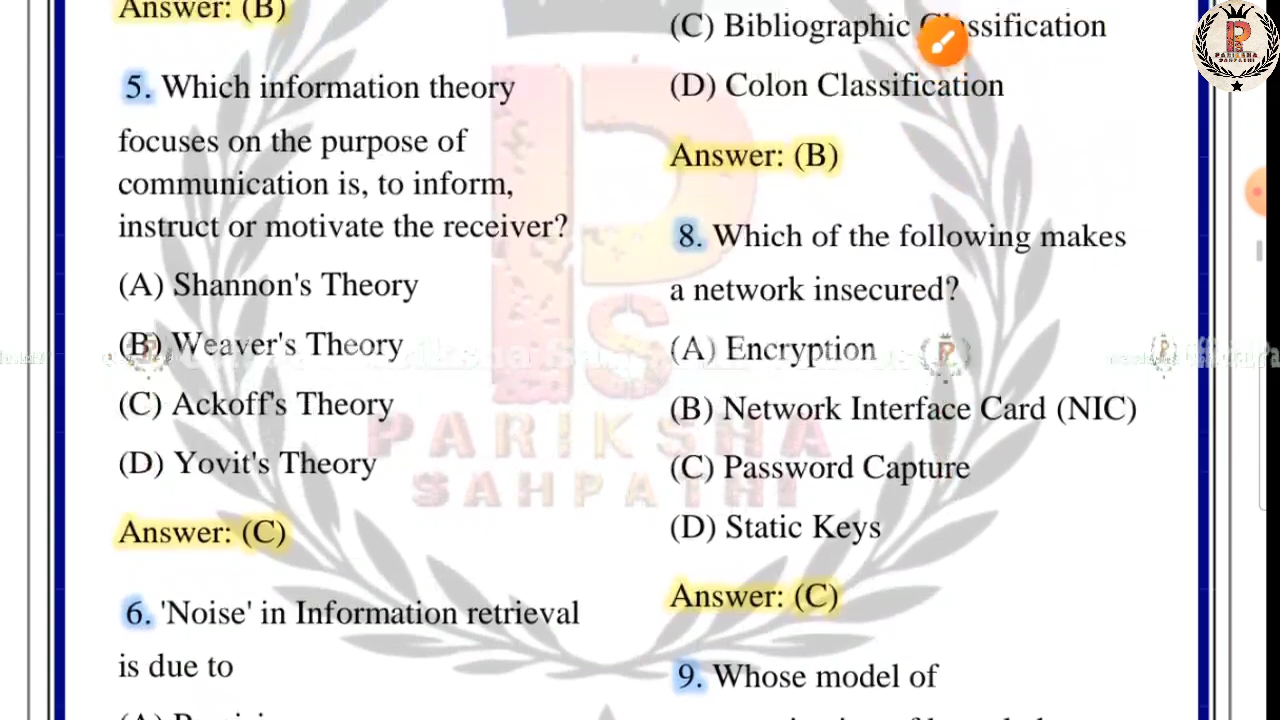 Answer: (B)
5. Which information theory
focuses on the purpose of
communication is, to inform,
instruct or motivate the receiver?
(A) Shannon's Theory
(B) Weaver's Theory
(C) Ackoff's Theory
(D) Yovit's Theory
Answer: (C)
6. 'Noise' in Information retrieval
is due to
(C) Bibliographic
(D) Colon Classification
Answer: (B)
8. Which of the following makes
a network insecured?
(A) Encryption
(B) Network Interface Card (NIC)
(C) Password Capture
(D) Static Keys
Answer: (C)
9. Whose model of
PARIKSHA
SAHPATHI
PARIKSHA
SAHPATHI